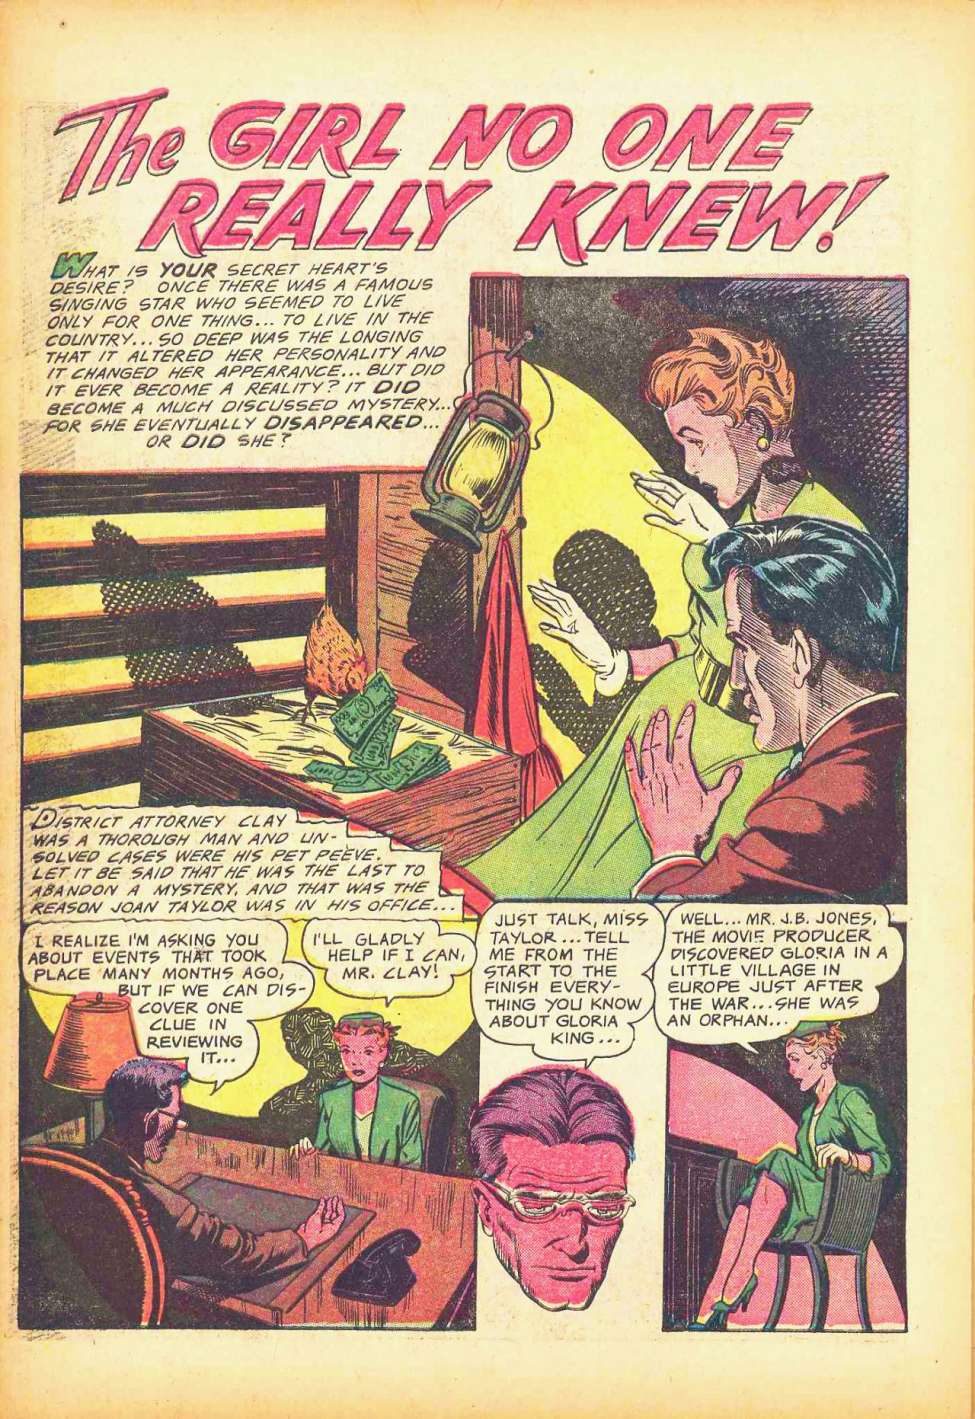 The GIRL NO ONE
REALLY KNEW!
WHAT IS YOUR SECRET HEART'S
DESIRE? ONCE THERE WAS A FAMOUS
SINGING STAR WHO SEEMED TO LIVE
ONLY FOR ONE THING... TO LIVE IN THE
COUNTRY... SO DEEP WAS THE LONGING
THAT IT ALTERED HER PERSONALITY AND
IT CHANGED HER APPEARANCE... BUT DID
IT EVER BECOME A REALITY? IT DID
BECOME A MUCH DISCUSSED MYSTERY...
FOR SHE EVENTUALLY DISAPPEARED...
OR DID SHE?
DISTRICT ATTORNEY CLAY
WAS A THOROUGH MAN AND UN-
SOLVED CASES WERE HIS PET PEEVE.
LET IT BE SAID THAT HE WAS THE LAST TO
ABANDON A MYSTERY, AND THAT WAS THE
REASON JOAN TAYLOR WAS IN HIS OFFICE...
I REALIZE I'M ASKING YOU
ABOUT EVENTS THAT TOOK
PLACE MANY MONTHS AGO,
BUT IF WE CAN DIS-
COVER ONE
CLUE IN
REVIEWING
IT...
I'LL GLADLY
HELP IF I CAN,
MR. CLAY!
JUST TALK, MISS
TAYLOR... TELL
ME FROM THE
START TO THE
FINISH EVERY-
THING YOU KNOW
ABOUT GLORIA
KING...
WELL... MR. J.B. JONES,
THE MOVIE PRODUCER
DISCOVERED GLORIA IN A
LITTLE VILLAGE IN
EUROPE JUST AFTER
THE WAR... SHE WAS
AN ORPHAN...